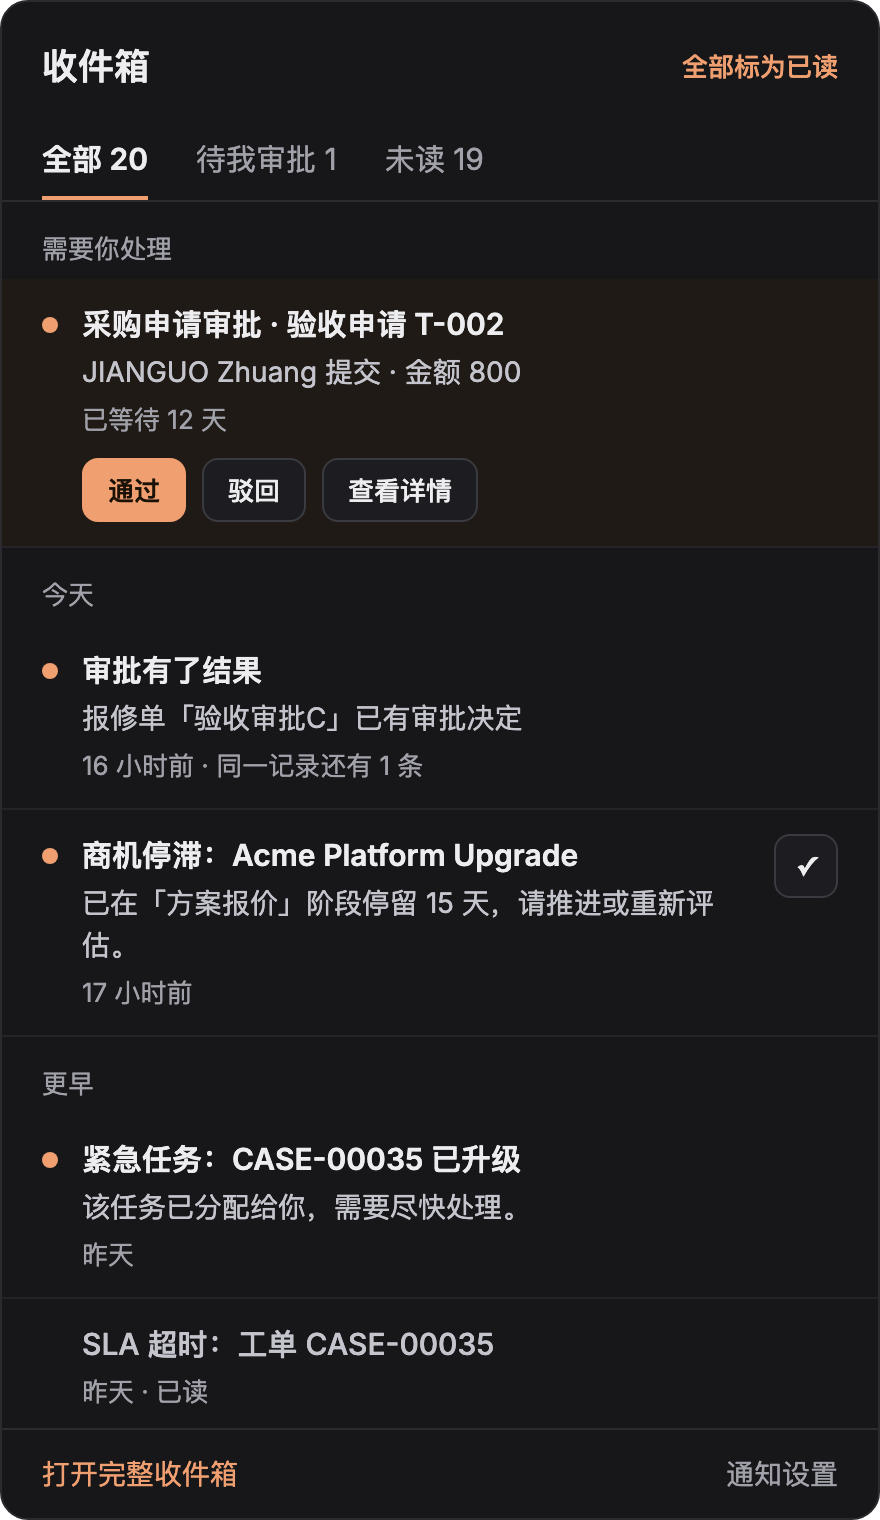 收件箱
全部标为已读
全部 20
待我审批 1
未读 19
需要你处理
采购申请审批 · 验收申请 T-002
JIANGUO Zhuang 提交 · 金额 800
已等待 12 天
通过
驳回
查看详情
今天
审批有了结果
报修单「验收审批C」已有审批决定
16 小时前 · 同一记录还有 1 条
商机停滞：Acme Platform Upgrade
✓
已在「方案报价」阶段停留 15 天，请推进或重新评
估。
17 小时前
更早
紧急任务：CASE-00035 已升级
该任务已分配给你，需要尽快处理。
昨天
SLA 超时：工单 CASE-00035
昨天 · 已读
打开完整收件箱
通知设置